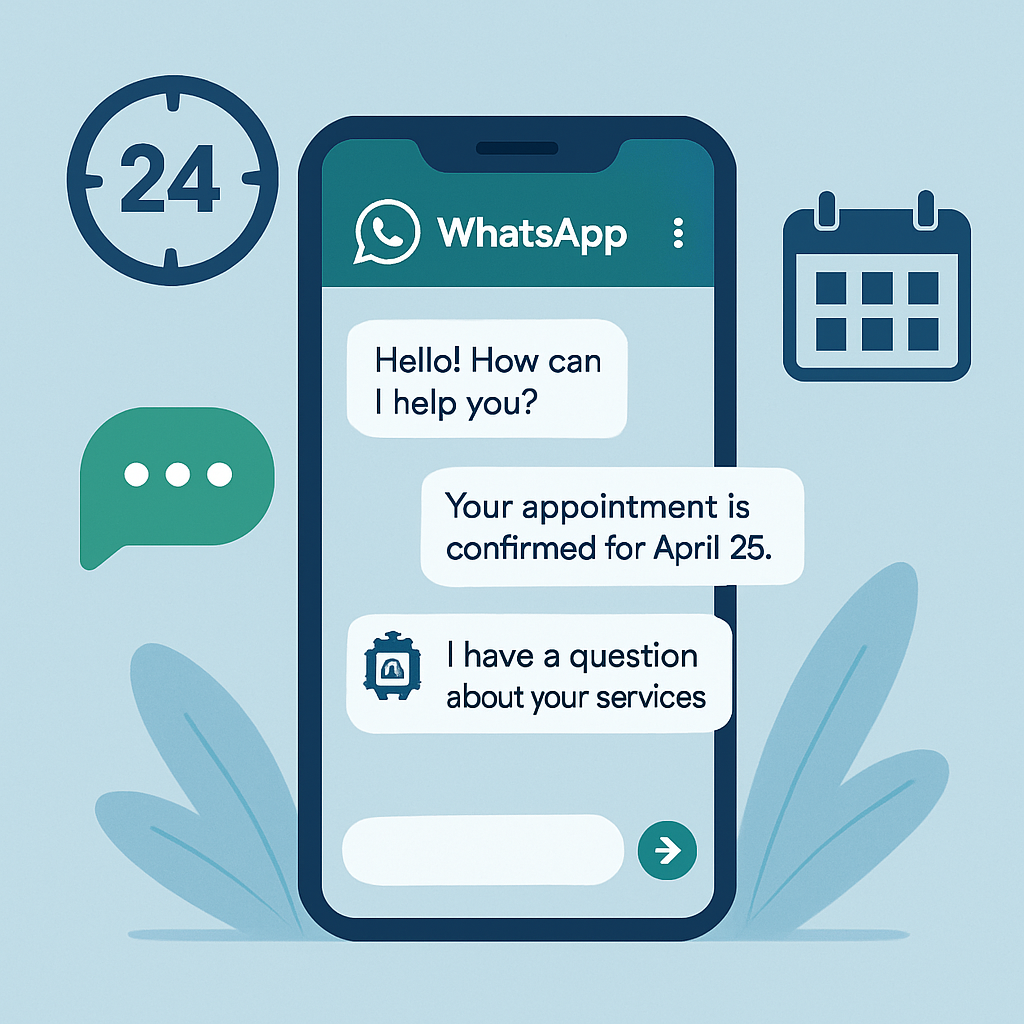 24
WhatsApp
Hello! How can
I help you?
Your appointment is
confirmed for April 25.
I have a question
about your services